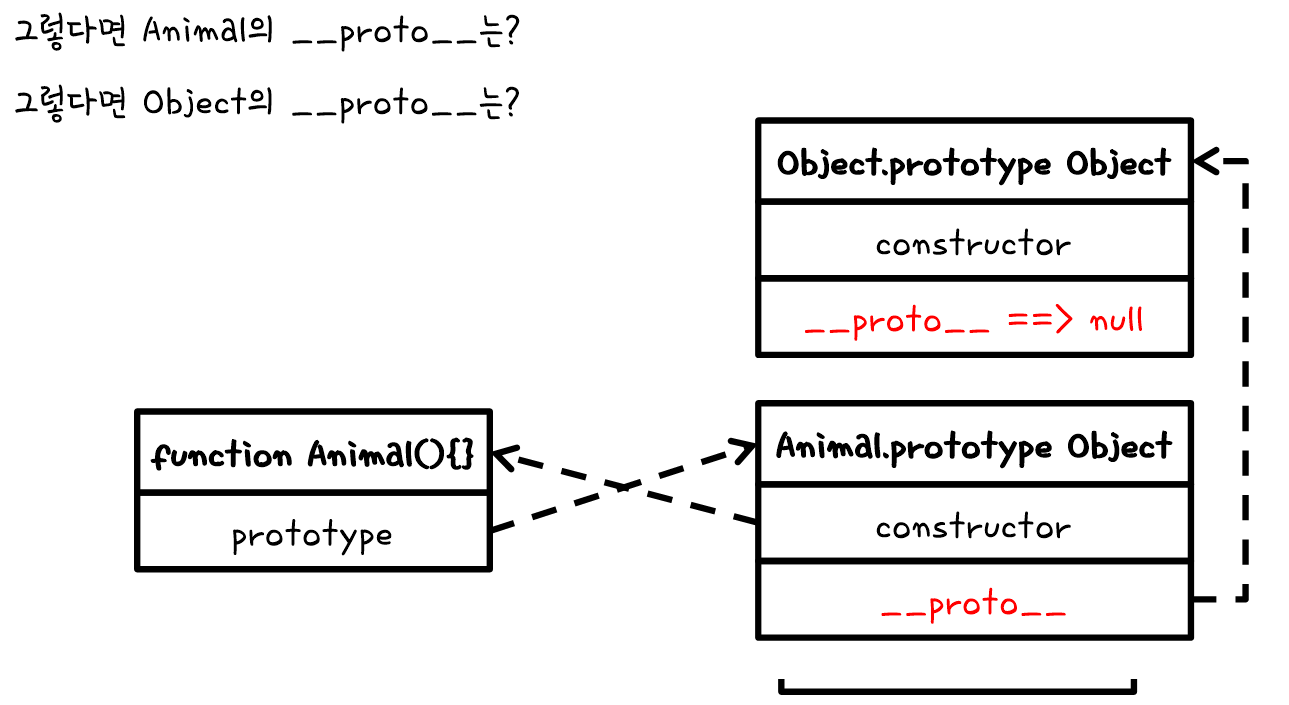 그렇다면 Animal의 __proto__는?
그렇다면 Object의 __proto__는?
Object.prototype Object
constructor
__proto__ ==> null
function Animal(){}
prototype
Animal.prototype Object
constructor
__proto__